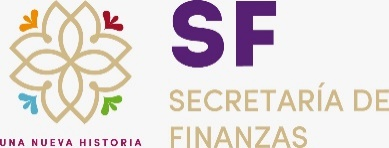 SF
SECRETARÍA DE
FINANZAS
UNA NUEVA HISTORIA